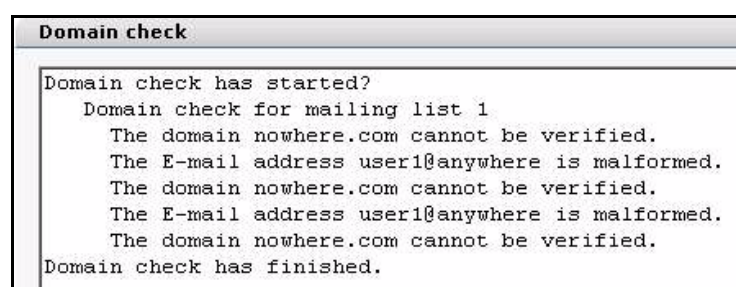 Domain check
Domain check has started?
Domain check for mailing list 1
The domain nowhere.com cannot be verified.
The E-mail address user1@anywhere is malformed.
The domain nowhere.com cannot be verified.
The E-mail address user1@anywhere is malformed.
The domain nowhere.com cannot be verified.
Domain check has finished.